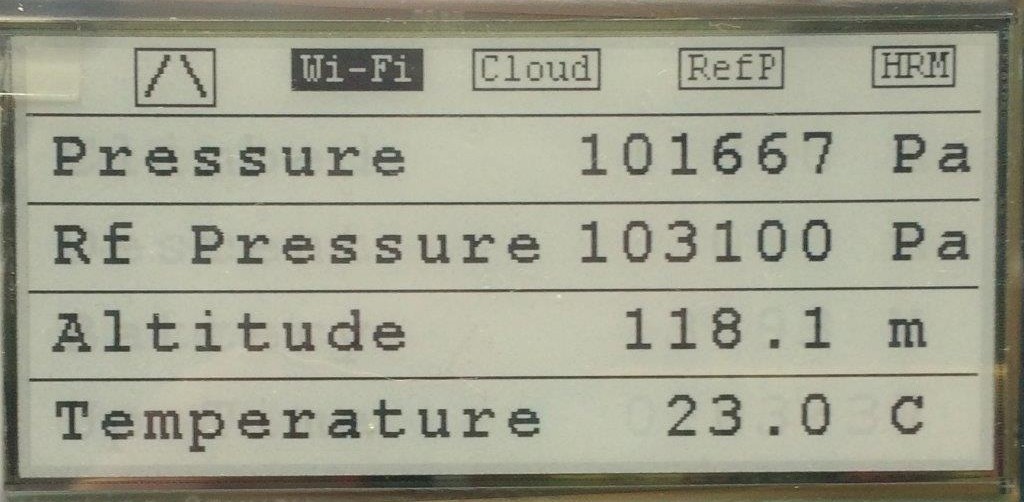 Wi-Fi Cloud RefP HRM
Pressure 101667 Pa
Rf Pressure 103100 Pa
Altitude 118.1 m
Temperature 23.0 C